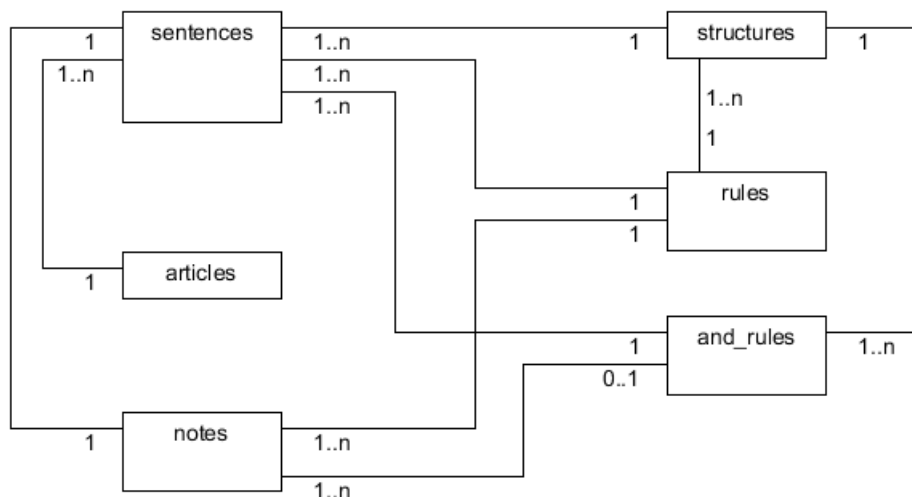 1 sentences 1..n 1 structures 1
1..n 1..n
1..n
1..n
1
rules
1
1
articles
1
and_rules
1 1..n
0..1
notes
1 1..n
1..n